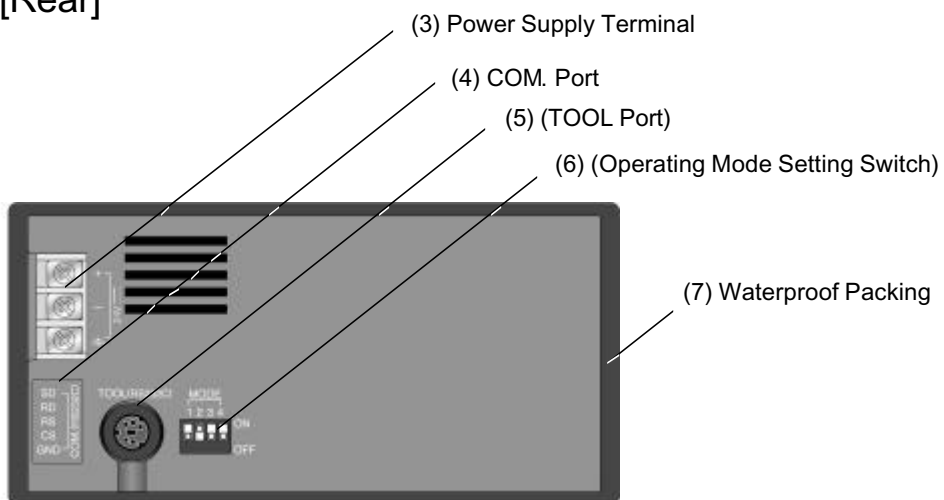 [Rear]
(3) Power Supply Terminal
(4) COM. Port
(5) (TOOL Port)
(6) (Operating Mode Setting Switch)
(7) Waterproof Packing
MODE
1 2 3 4
ON
OFF
SD
RD
RS
CS
GND